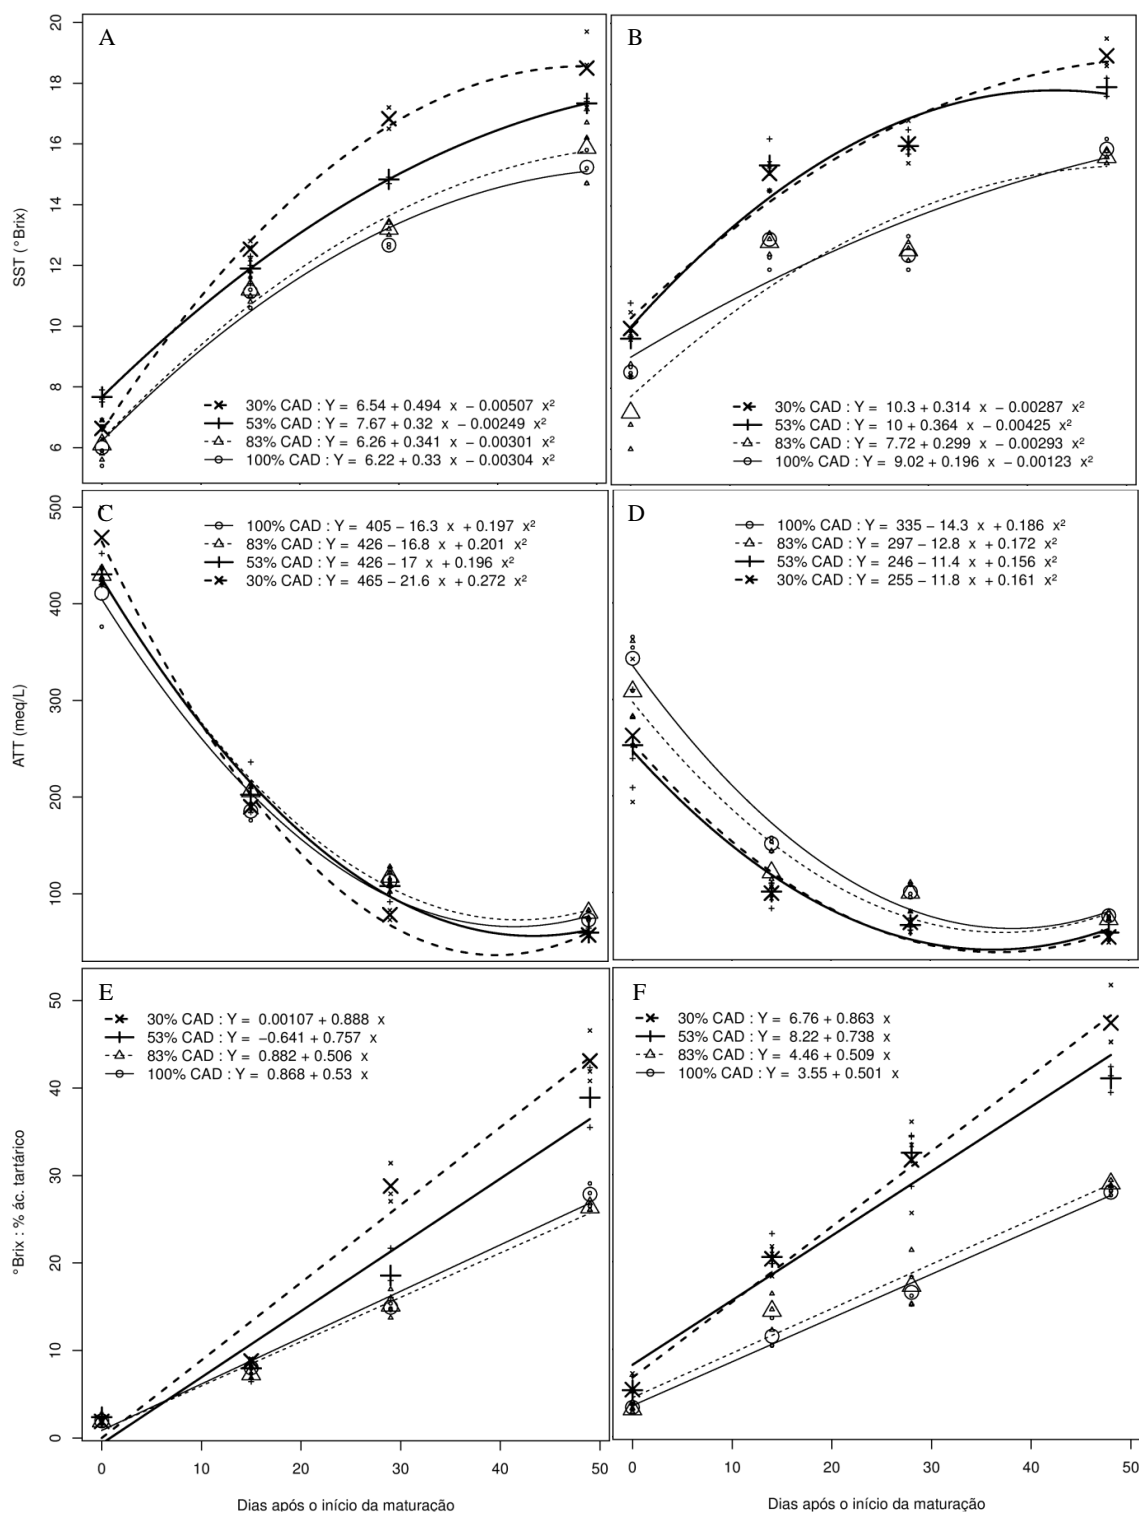 A
B
20
18
16
14
12
10
8
6
SST (°Brix)
30% CAD : Y = 6.54 + 0.494 x − 0.00507 x²
53% CAD : Y = 7.67 + 0.32 x − 0.00249 x²
83% CAD : Y = 6.26 + 0.341 x − 0.00301 x²
100% CAD : Y = 6.22 + 0.33 x − 0.00304 x²
30% CAD : Y = 10.3 + 0.314 x − 0.00287 x²
53% CAD : Y = 10 + 0.364 x − 0.00425 x²
83% CAD : Y = 7.72 + 0.299 x − 0.00293 x²
100% CAD : Y = 9.02 + 0.196 x − 0.00123 x²
C
D
500
400
300
200
100
ATT (meq/L)
100% CAD : Y = 405 − 16.3 x + 0.197 x²
83% CAD : Y = 426 − 16.8 x + 0.201 x²
53% CAD : Y = 426 − 17 x + 0.196 x²
30% CAD : Y = 465 − 21.6 x + 0.272 x²
100% CAD : Y = 335 − 14.3 x + 0.186 x²
83% CAD : Y = 297 − 12.8 x + 0.172 x²
53% CAD : Y = 246 − 11.4 x + 0.156 x²
30% CAD : Y = 255 − 11.8 x + 0.161 x²
E
F
50
40
30
20
10
0
°Brix : % ác. tartárico
30% CAD : Y = 0.00107 + 0.888 x
53% CAD : Y = −0.641 + 0.757 x
83% CAD : Y = 0.882 + 0.506 x
100% CAD : Y = 0.868 + 0.53 x
30% CAD : Y = 6.76 + 0.863 x
53% CAD : Y = 8.22 + 0.738 x
83% CAD : Y = 4.46 + 0.509 x
100% CAD : Y = 3.55 + 0.501 x
0 10 20 30 40 50
0 10 20 30 40 50
Dias após o início da maturação
Dias após o início da maturação